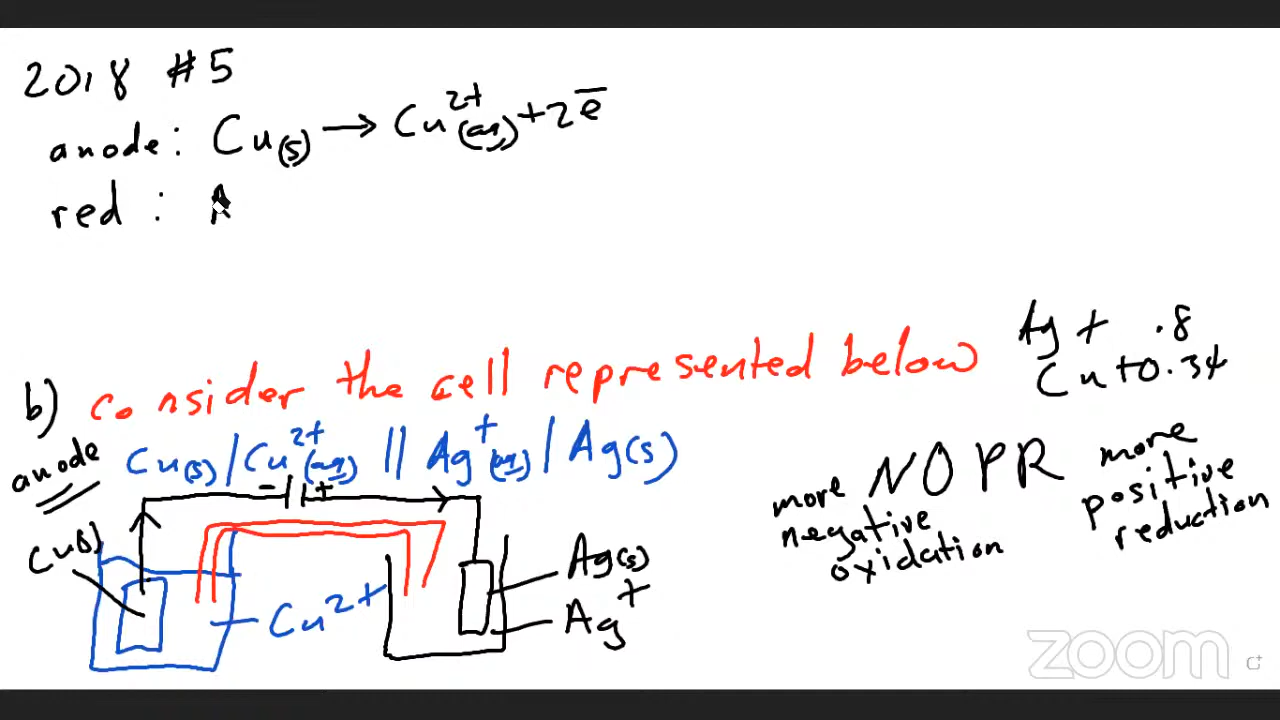 2018 #5
anode: Cu(s) → Cu²⁺(aq) + 2e̅
red : A
Ag + .8
Cu +0.34
b) consider the cell represented below
anode
Cu(s)/Cu²⁺(aq) // Ag⁺(aq)/Ag(s)
- +
Cu(s)
Cu²⁺
Ag(s)
Ag⁺
NOPR
more
negative
oxidation
more
positive
reduction
zoom